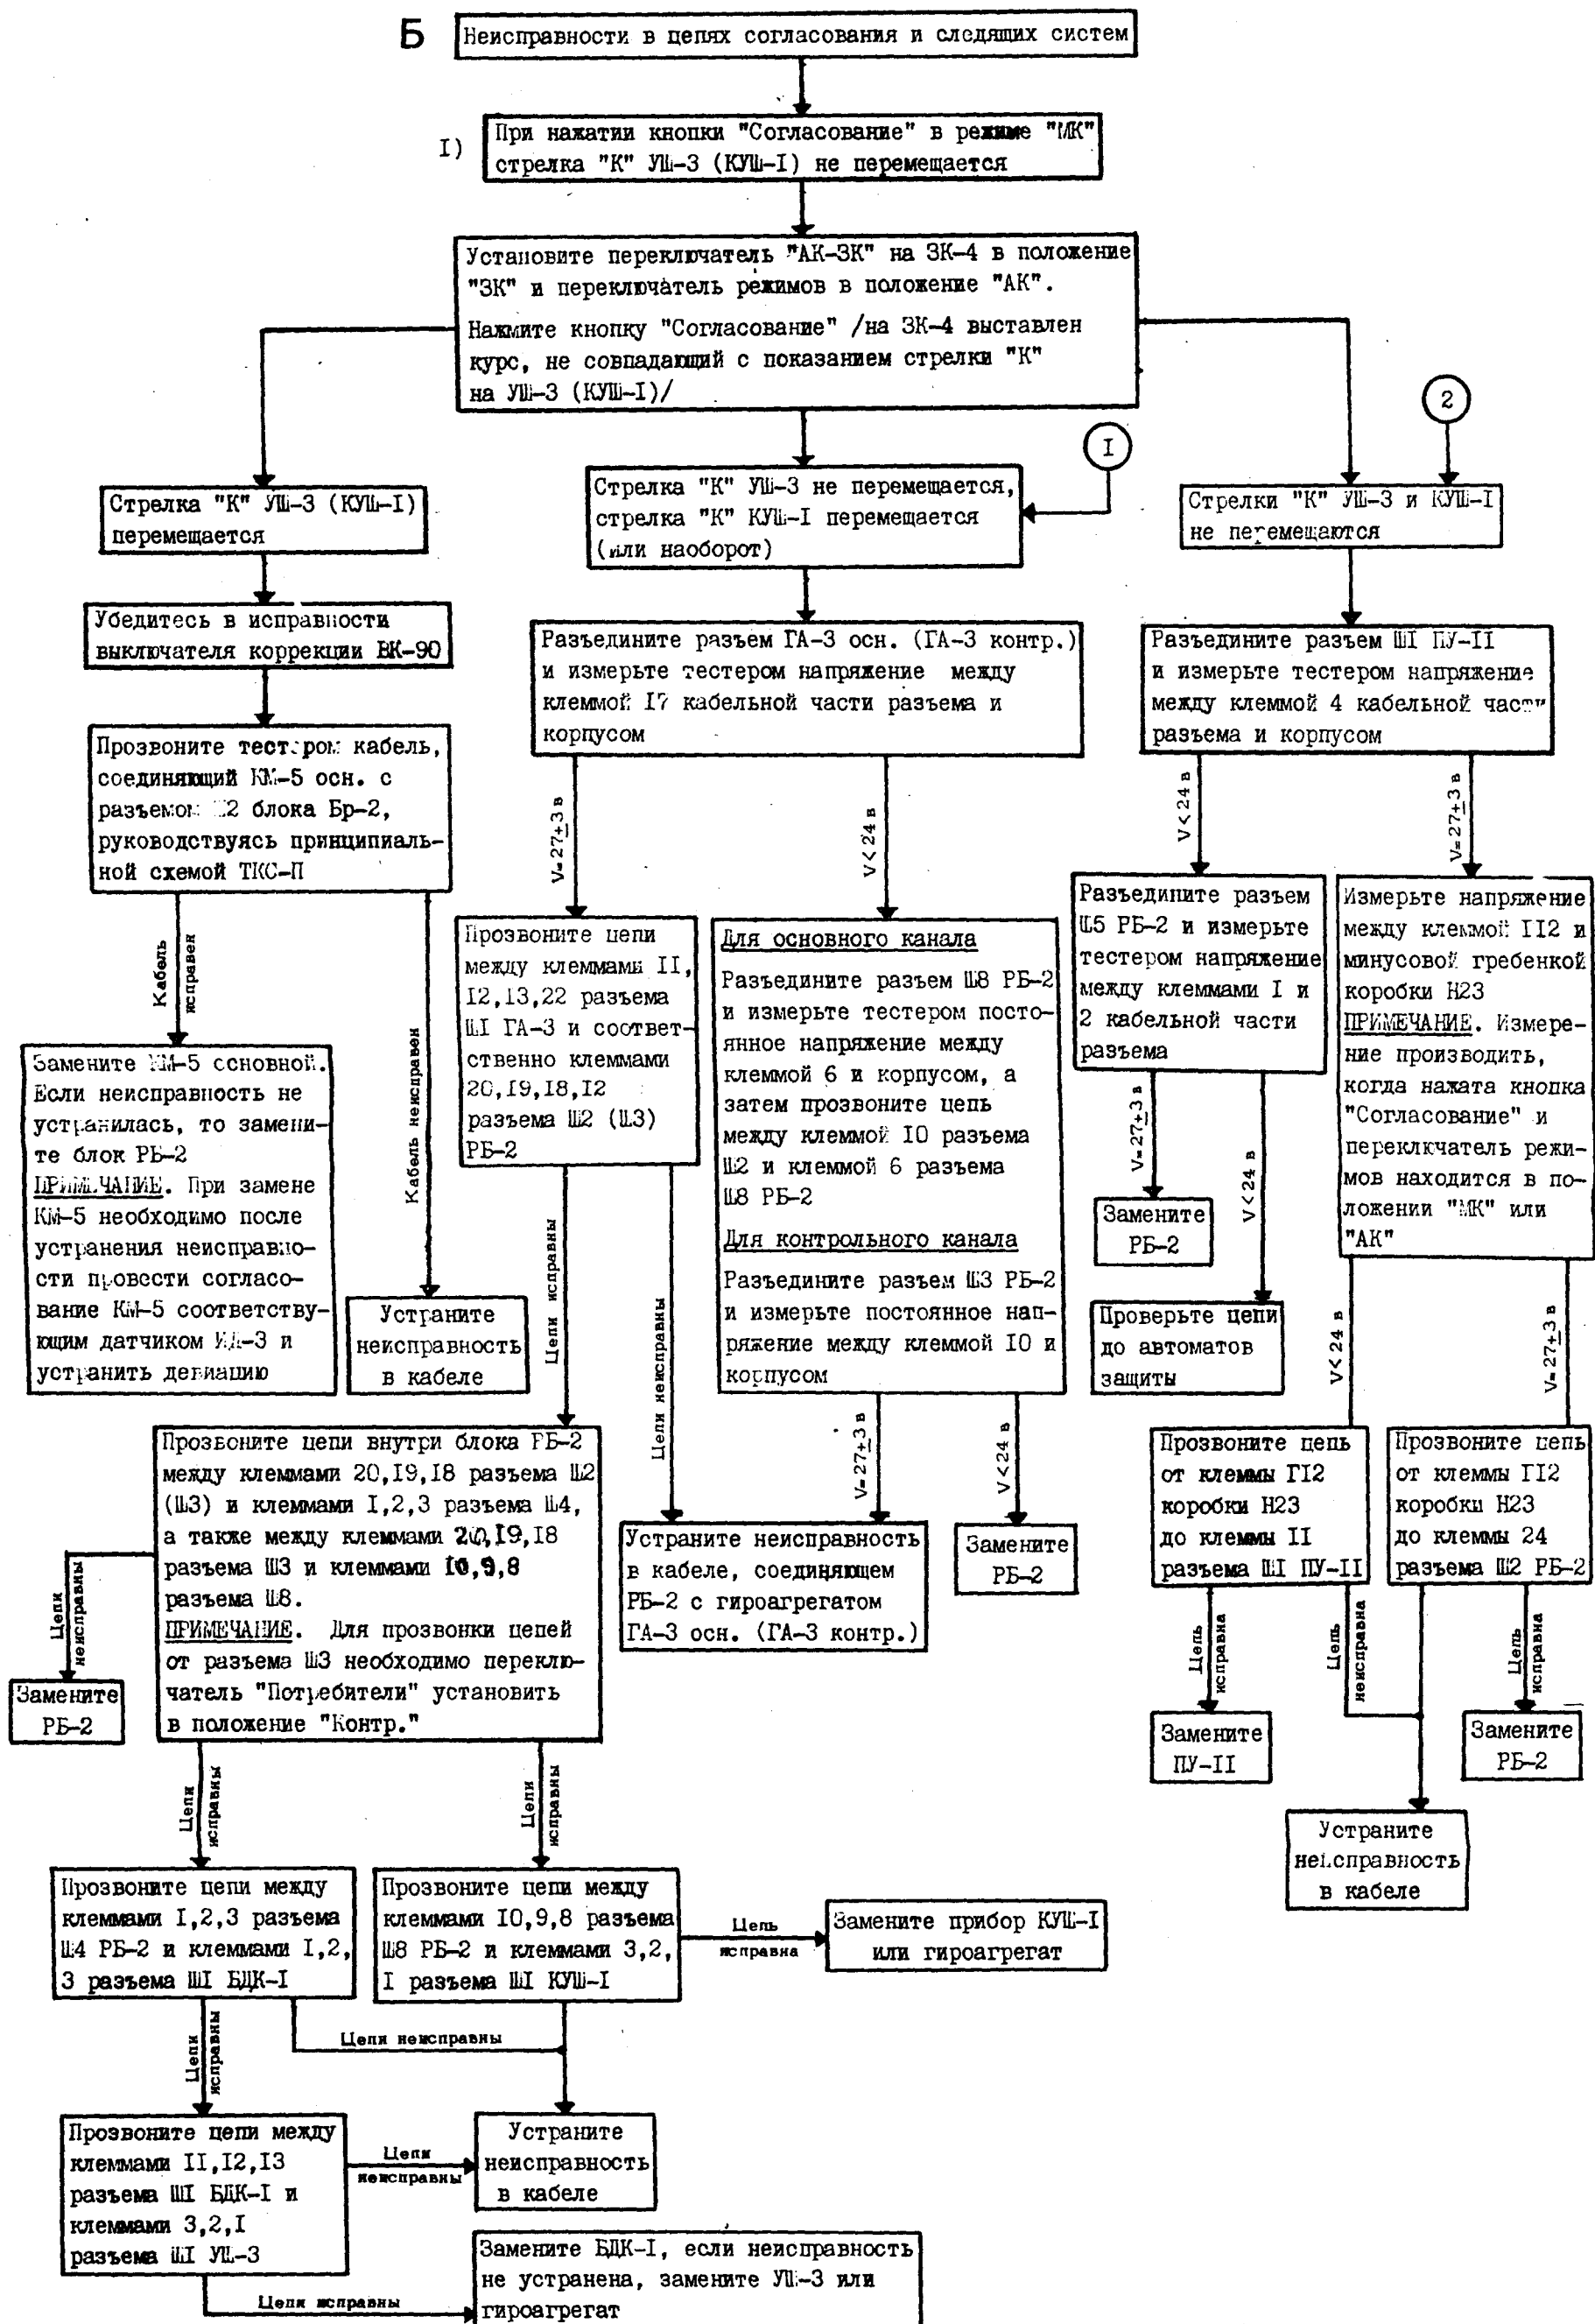 Б
Неисправности в цепях согласования и следящих систем
I)
При нажатии кнопки "Согласование" в режиме "МК"
стрелка "К" УШ-3 (КУШ-I) не перемещается
Установите переключатель "АК-ЗК" на ЗК-4 в положение
"ЗК" и переключатель режимов в положение "АК".
Нажмите кнопку "Согласование" /на ЗК-4 выставлен
курс, не совпадающий с показанием стрелки "К"
на УШ-3 (КУШ-I)/
2
I
Стрелка "К" УШ-3 (КУШ-I)
перемещается
Стрелка "К" УШ-3 не перемещается,
стрелка "К" КУШ-I перемещается
(или наоборот)
Стрелки "К" УШ-3 и КУШ-I
не перемещаются
Убедитесь в исправности
выключателя коррекции ВК-90
Разъедините разъем ГА-3 осн. (ГА-3 контр.)
и измерьте тестером напряжение между
клеммой I7 кабельной части разъема и
корпусом
Разъедините разъем ШI ПУ-II
и измерьте тестером напряжение
между клеммой 4 кабельной части
разъема и корпусом
Прозвоните тестером кабель,
соединяющий КМ-5 осн. с
разъемом Ш2 блока Бр-2,
руководствуясь принципиаль-
ной схемой ТКС-П
V=27±3 в
V<24 в
V<24 в
V=27±3 в
Кабель
исправен
Кабель неисправен
Прозвоните цепи
между клеммами II,
I2,I3,22 разъема
ШI ГА-3 и соответ-
ственно клеммами
20,I9,I8,I2
разъема Ш2 (Ш3)
РБ-2
Для основного канала
Разъедините разъем Ш8 РБ-2
и измерьте тестером посто-
янное напряжение между
клеммой 6 и корпусом, а
затем прозвоните цепь
между клеммой IO разъема
Ш2 и клеммой 6 разъема
Ш8 РБ-2
Для контрольного канала
Разъедините разъем Ш3 РБ-2
и измерьте постоянное нап-
ряжение между клеммой IO и
корпусом
Разъедините разъем
Ш5 РБ-2 и измерьте
тестером напряжение
между клеммами I и
2 кабельной части
разъема
Измерьте напряжение
между клеммой П12 и
минусовой гребенкой
коробки Н23
ПРИМЕЧАНИЕ. Измере-
ние производить,
когда нажата кнопка
"Согласование" и
переключатель режи-
мов находится в по-
ложении "МК" или
"АК"
Замените КМ-5 основной.
Если неисправность не
устранилась, то замени-
те блок РБ-2
ПРИМЕЧАНИЕ. При замене
КМ-5 необходимо после
устранения неисправно-
сти провести согласо-
вание КМ-5 соответству-
ющим датчиком ИД-3 и
устранить девиацию
Устраните
неисправность
в кабеле
Цепи исправны
Цепи неисправны
V=27±3 в
V<24 в
Замените
РБ-2
Проверьте цепи
до автоматов
защиты
V<24 в
V=27±3 в
V=27±3 в
V<24 в
Прозвоните цепи внутри блока РБ-2
между клеммами 20,I9,I8 разъема Ш2
(Ш3) и клеммами I,2,3 разъема Ш4,
а также между клеммами 20,I9,I8
разъема Ш3 и клеммами I0,9,8
разъема Ш8.
ПРИМЕЧАНИЕ. Для прозвонки цепей
от разъема Ш3 необходимо переклю-
чатель "Потребители" установить
в положение "Контр."
Цепи
неисправны
Замените
РБ-2
Устраните неисправность
в кабеле, соединяющем
РБ-2 с гироагрегатом
ГА-3 осн. (ГА-3 контр.)
Замените
РБ-2
Прозвоните цепь
от клеммы Г12
коробки Н23
до клеммы II
разъема ШI ПУ-II
Прозвоните цепь
от клеммы Г12
коробки Н23
до клеммы 24
разъема Ш2 РБ-2
Цепь
исправна
Цепь
неисправна
Цепь
исправна
Замените
ПУ-II
Замените
РБ-2
Устраните
неисправность
в кабеле
Цепи
исправны
Цепи
исправны
Прозвоните цепи между
клеммами I,2,3 разъема
Ш4 РБ-2 и клеммами I,2,
3 разъема ШI БДК-I
Прозвоните цепи между
клеммами IO,9,8 разъема
Ш8 РБ-2 и клеммами 3,2,
I разъема ШI КУШ-I
Цепь
исправна
Замените прибор КУШ-I
или гироагрегат
Цепи
исправны
Цепи неисправны
Прозвоните цепи между
клеммами II,I2,I3
разъема ШI БДК-I и
клеммами 3,2,I
разъема ШI УШ-3
Цепи
неисправны
Устраните
неисправность
в кабеле
Цепи исправны
Замените БДК-I, если неисправность
не устранена, замените УШ-3 или
гироагрегат